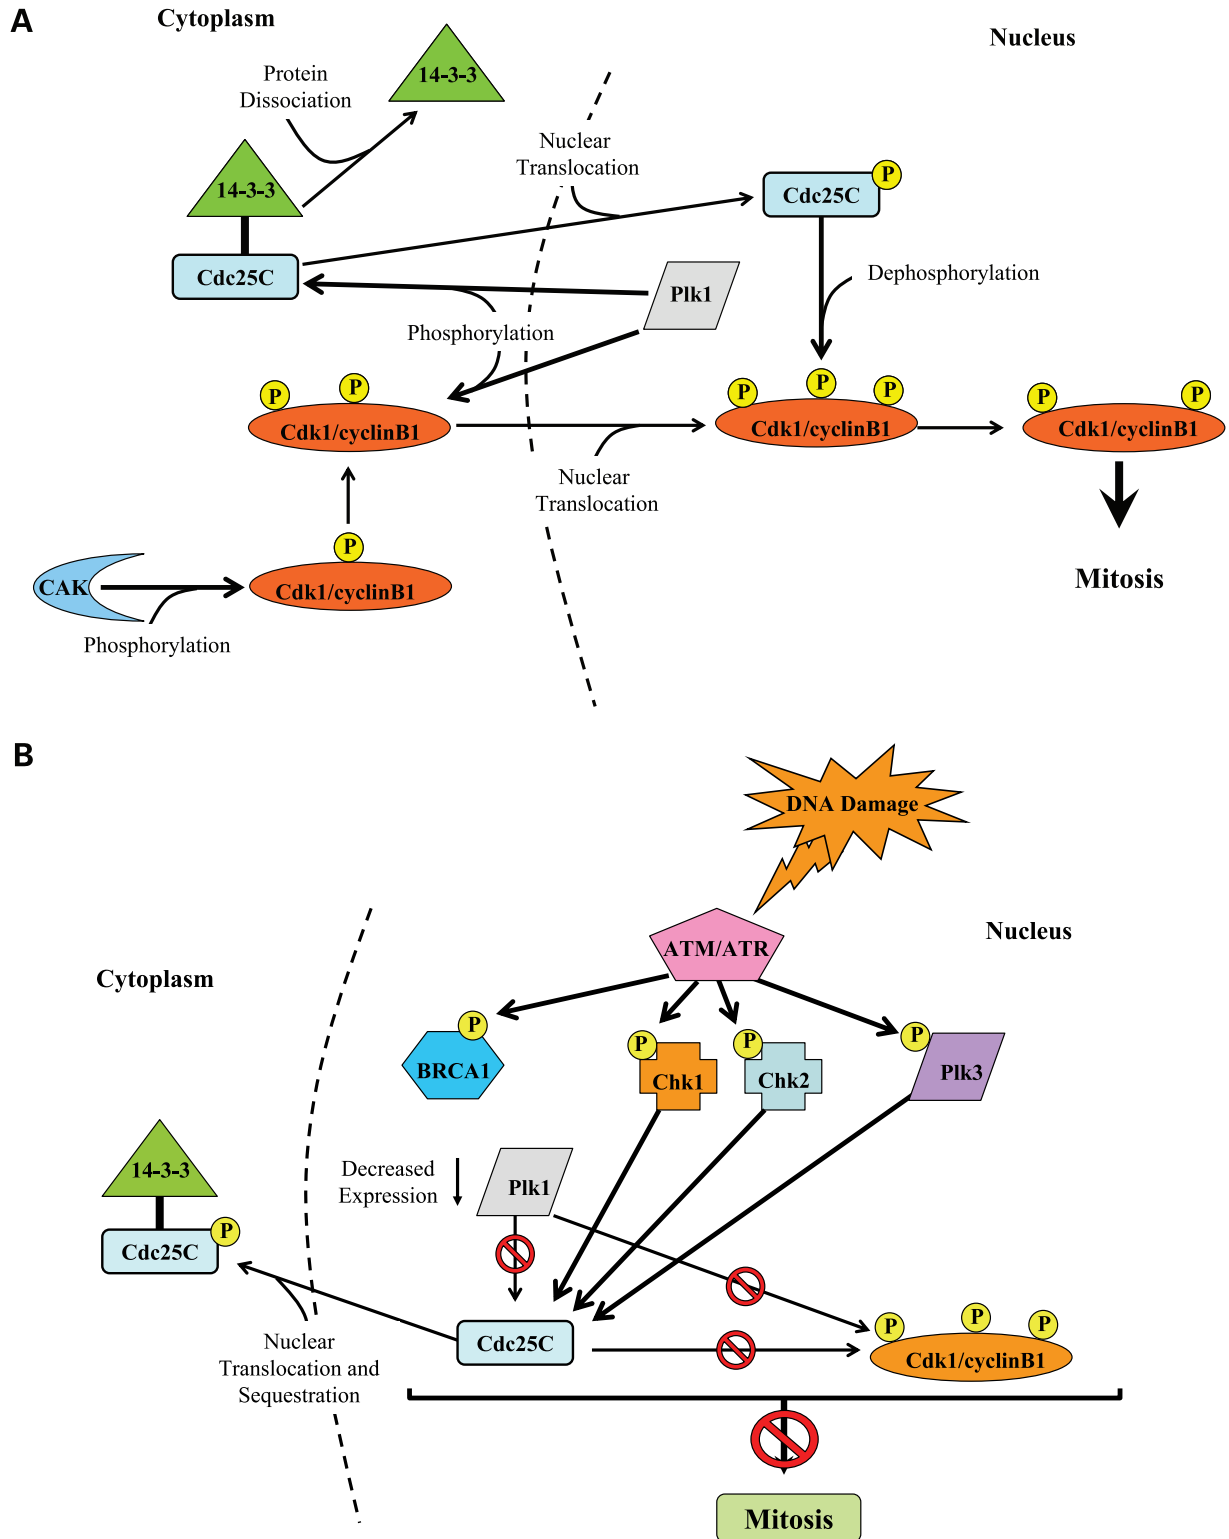 A
Cytoplasm
Nucleus
14-3-3
Protein
Dissociation
14-3-3
Nuclear
Translocation
P
Cdc25C
Cdc25C
Plk1
Dephosphorylation
Phosphorylation
P
P
Cdk1/cyclinB1
P
P
P
Cdk1/cyclinB1
P
P
Cdk1/cyclinB1
Nuclear
Translocation
P
CAK
Cdk1/cyclinB1
Mitosis
Phosphorylation
B
DNA Damage
Nucleus
ATM/ATR
Cytoplasm
P
BRCA1
P
Chk1
P
Chk2
P
Plk3
14-3-3
Decreased
Expression
Plk1
P
Cdc25C
Nuclear
Translocation and
Sequestration
Cdc25C
P
P
P
Cdk1/cyclinB1
Mitosis